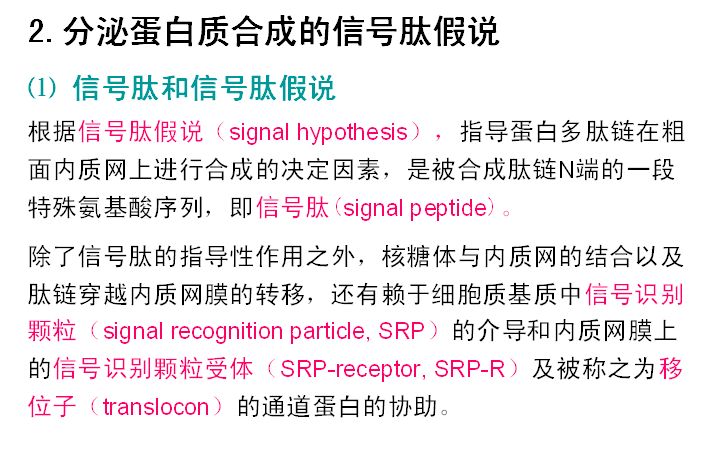 2. 分泌蛋白质合成的信号肽假说
⑴ 信号肽和信号肽假说
根据信号肽假说（signal hypothesis），指导蛋白多肽链在粗
面内质网上进行合成的决定因素，是被合成肽链N端的一段
特殊氨基酸序列，即信号肽(signal peptide)。
除了信号肽的指导性作用之外，核糖体与内质网的结合以及
肽链穿越内质网膜的转移，还有赖于细胞质基质中信号识别
颗粒（signal recognition particle, SRP）的介导和内质网膜上
的信号识别颗粒受体（SRP-receptor, SRP-R）及被称之为移
位子（translocon）的通道蛋白的协助。